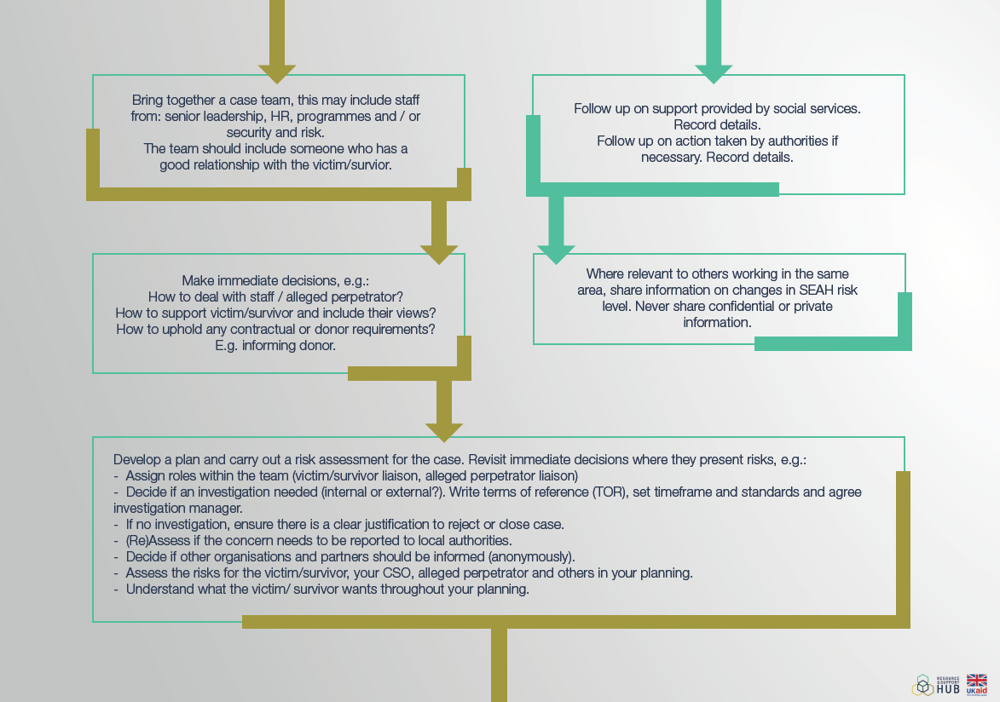 Bring together a case team, this may include staff
from: senior leadership, HR, programmes and / or
security and risk.
The team should include someone who has a
good relationship with the victim/survior.
Follow up on support provided by social services.
Record details.
Follow up on action taken by authorities if
necessary. Record details.
Make immediate decisions, e.g.:
How to deal with staff / alleged perpetrator?
How to support victim/survivor and include their views?
How to uphold any contractual or donor requirements?
E.g. informing donor.
Where relevant to others working in the same
area, share information on changes in SEAH risk
level. Never share confidential or private
information.
Develop a plan and carry out a risk assessment for the case. Revisit immediate decisions where they present risks, e.g.:
- Assign roles within the team (victim/survivor liaison, alleged perpetrator liaison)
- Decide if an investigation needed (internal or external?). Write terms of reference (TOR), set timeframe and standards and agree
investigation manager.
- If no investigation, ensure there is a clear justification to reject or close case.
- (Re)Assess if the concern needs to be reported to local authorities.
- Decide if other organisations and partners should be informed (anonymously).
- Assess the risks for the victim/survivor, your CSO, alleged perpetrator and others in your planning.
- Understand what the victim/ survivor wants throughout your planning.
RESOURCE
&SUPPORT
HUB
UKaid